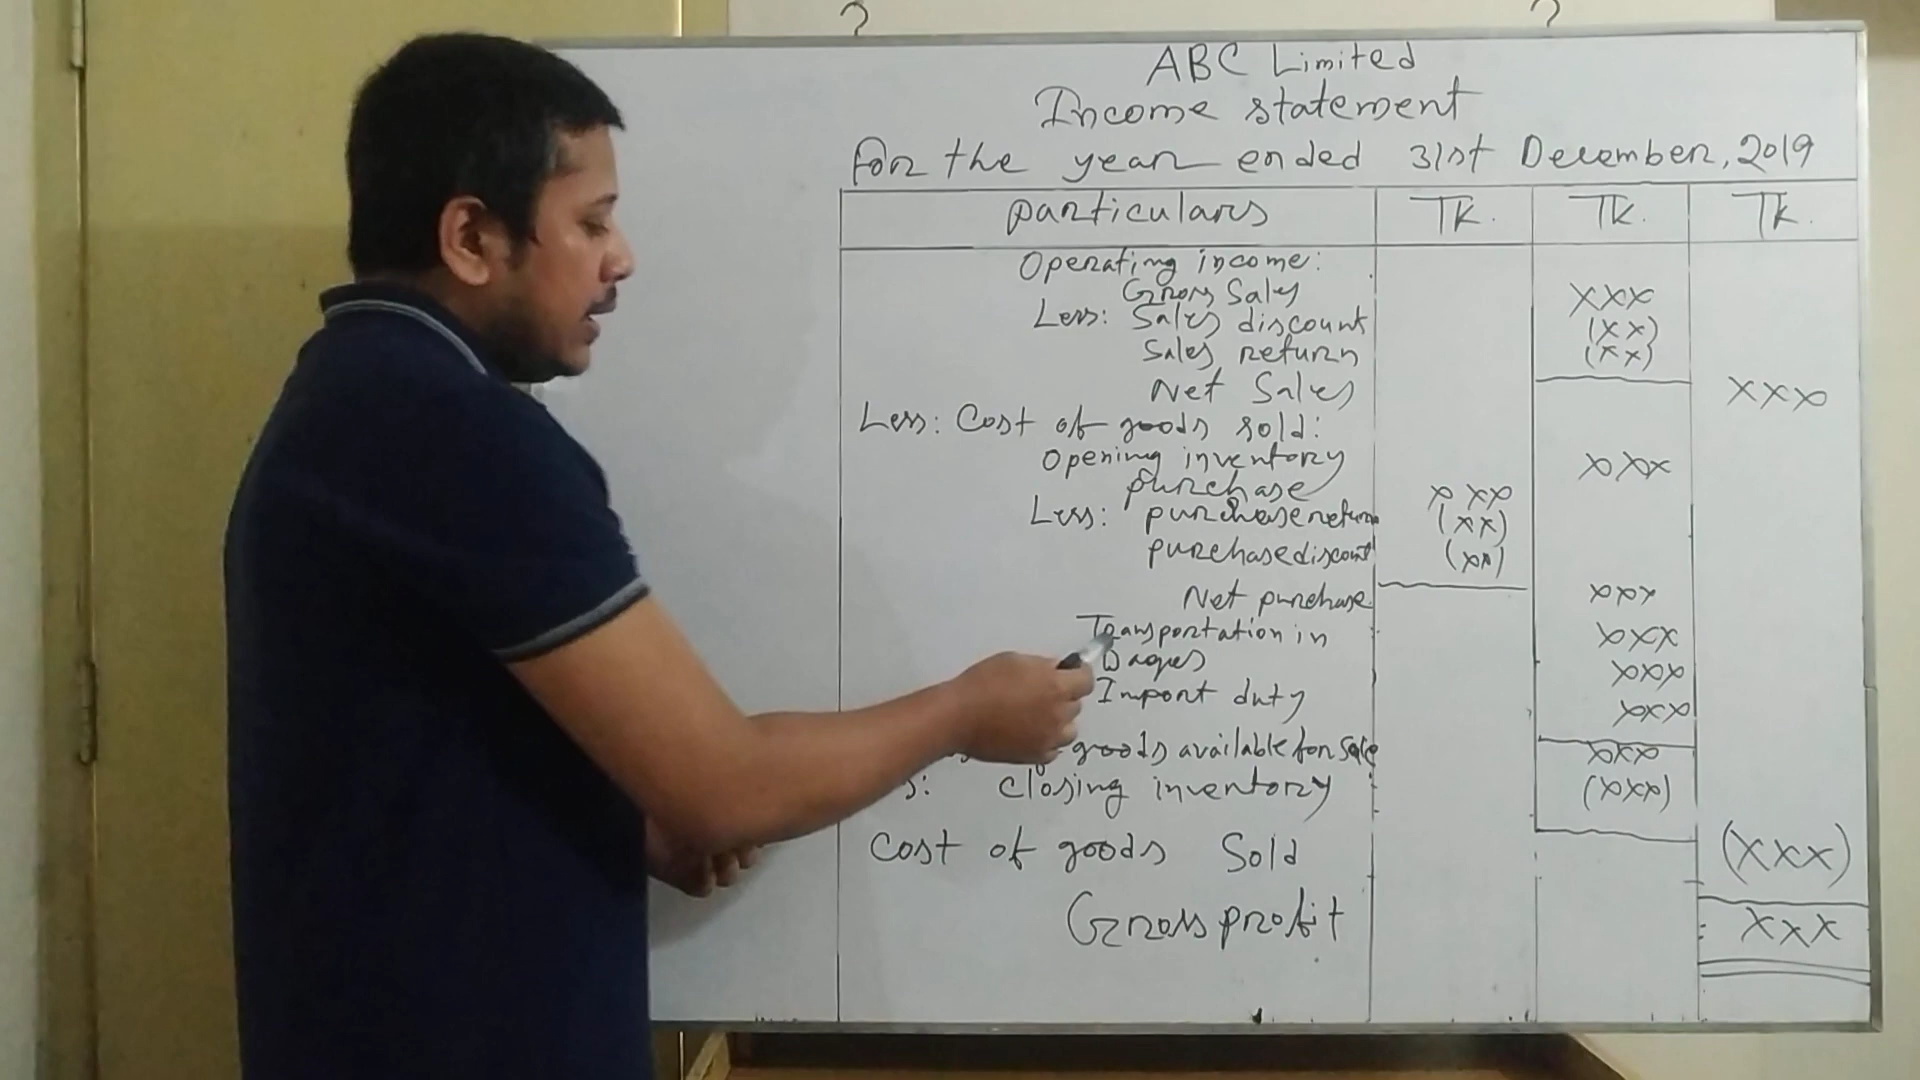 ABC Limited
Income statement
For the year ended 31st December, 2019
particulars TK. TK. TK.
Operating income:
Gross Sales XXX
Less: Sales discount (XX)
Sales return (XX)
Net Sales XXX
Less: Cost of goods sold:
Opening inventory XXX
purchase XXX
Less: purchase return (XX)
purchase discount (XX)
Net purchase XXX
Transportation in XXX
Wages XXX
Import duty XXX
goods available for sale XXX
s: closing inventory (XXX)
Cost of goods Sold (XXX)
Gross profit XXX